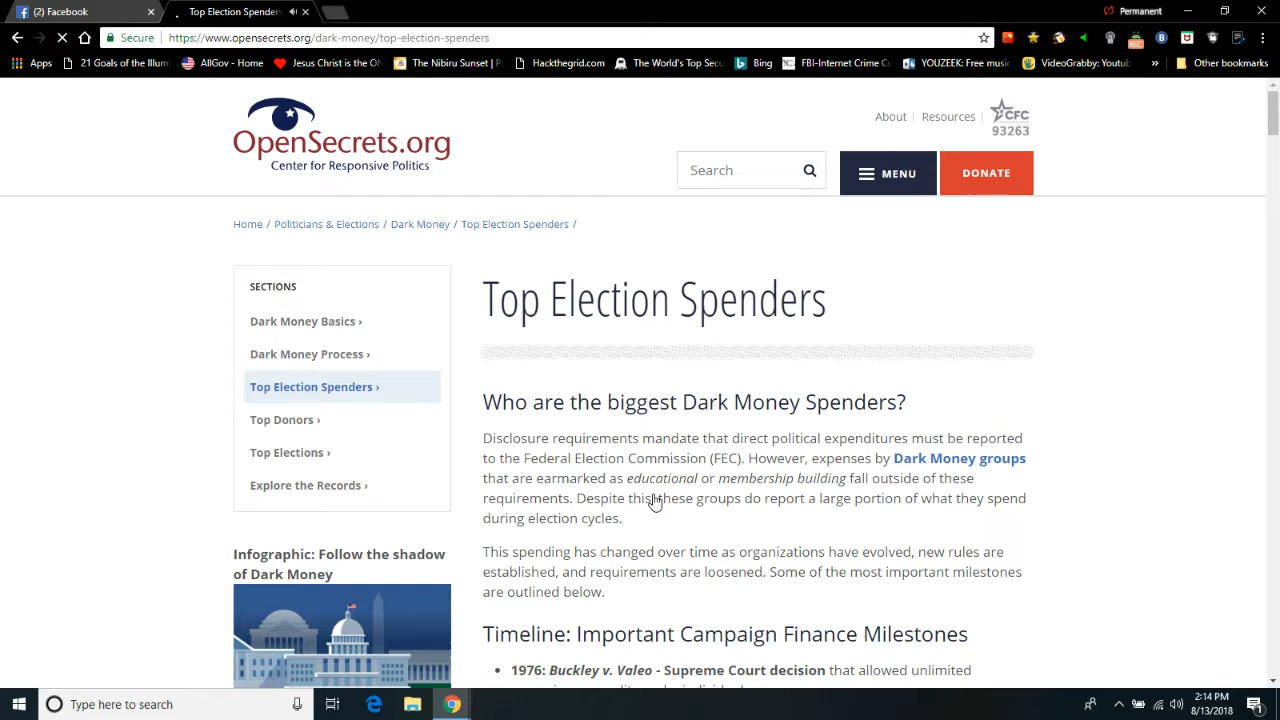 (2) Facebook
Top Election Spenders
Permanent
Secure
https://www.opensecrets.org/dark-money/top-election-spenders
Apps
21 Goals of the Illum
AllGov - Home
Jesus Christ is the ON
The Nibiru Sunset | P
Hackthegrid.com
The World's Top Secu
Bing
FBI-Internet Crime Co
YOUZEEK: Free music
VideoGrabby: Youtub
»
Other bookmarks
OpenSecrets.org
Center for Responsive Politics
About
Resources
CFC
93263
Search
MENU
DONATE
Home / Politicians & Elections / Dark Money / Top Election Spenders /
SECTIONS
Dark Money Basics ›
Dark Money Process ›
Top Election Spenders ›
Top Donors ›
Top Elections ›
Explore the Records ›
Infographic: Follow the shadow
of Dark Money
Top Election Spenders
Who are the biggest Dark Money Spenders?
Disclosure requirements mandate that direct political expenditures must be reported
to the Federal Election Commission (FEC). However, expenses by Dark Money groups
that are earmarked as educational or membership building fall outside of these
requirements. Despite this, these groups do report a large portion of what they spend
during election cycles.
This spending has changed over time as organizations have evolved, new rules are
established, and requirements are loosened. Some of the most important milestones
are outlined below.
Timeline: Important Campaign Finance Milestones
• 1976: Buckley v. Valeo - Supreme Court decision that allowed unlimited
Type here to search
2:14 PM
8/13/2018